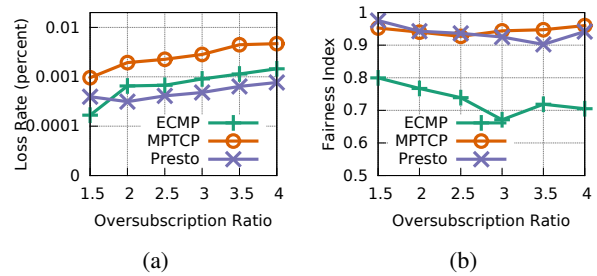 Loss Rate (percent)
0.01
0.001
0.0001
0
ECMP
MPTCP
Presto
1.5 2 2.5 3 3.5 4
Oversubscription Ratio
(a)
Fairness Index
1
0.9
0.8
0.7
0.6
0.5
ECMP
MPTCP
Presto
1.5 2 2.5 3 3.5 4
Oversubscription Ratio
(b)